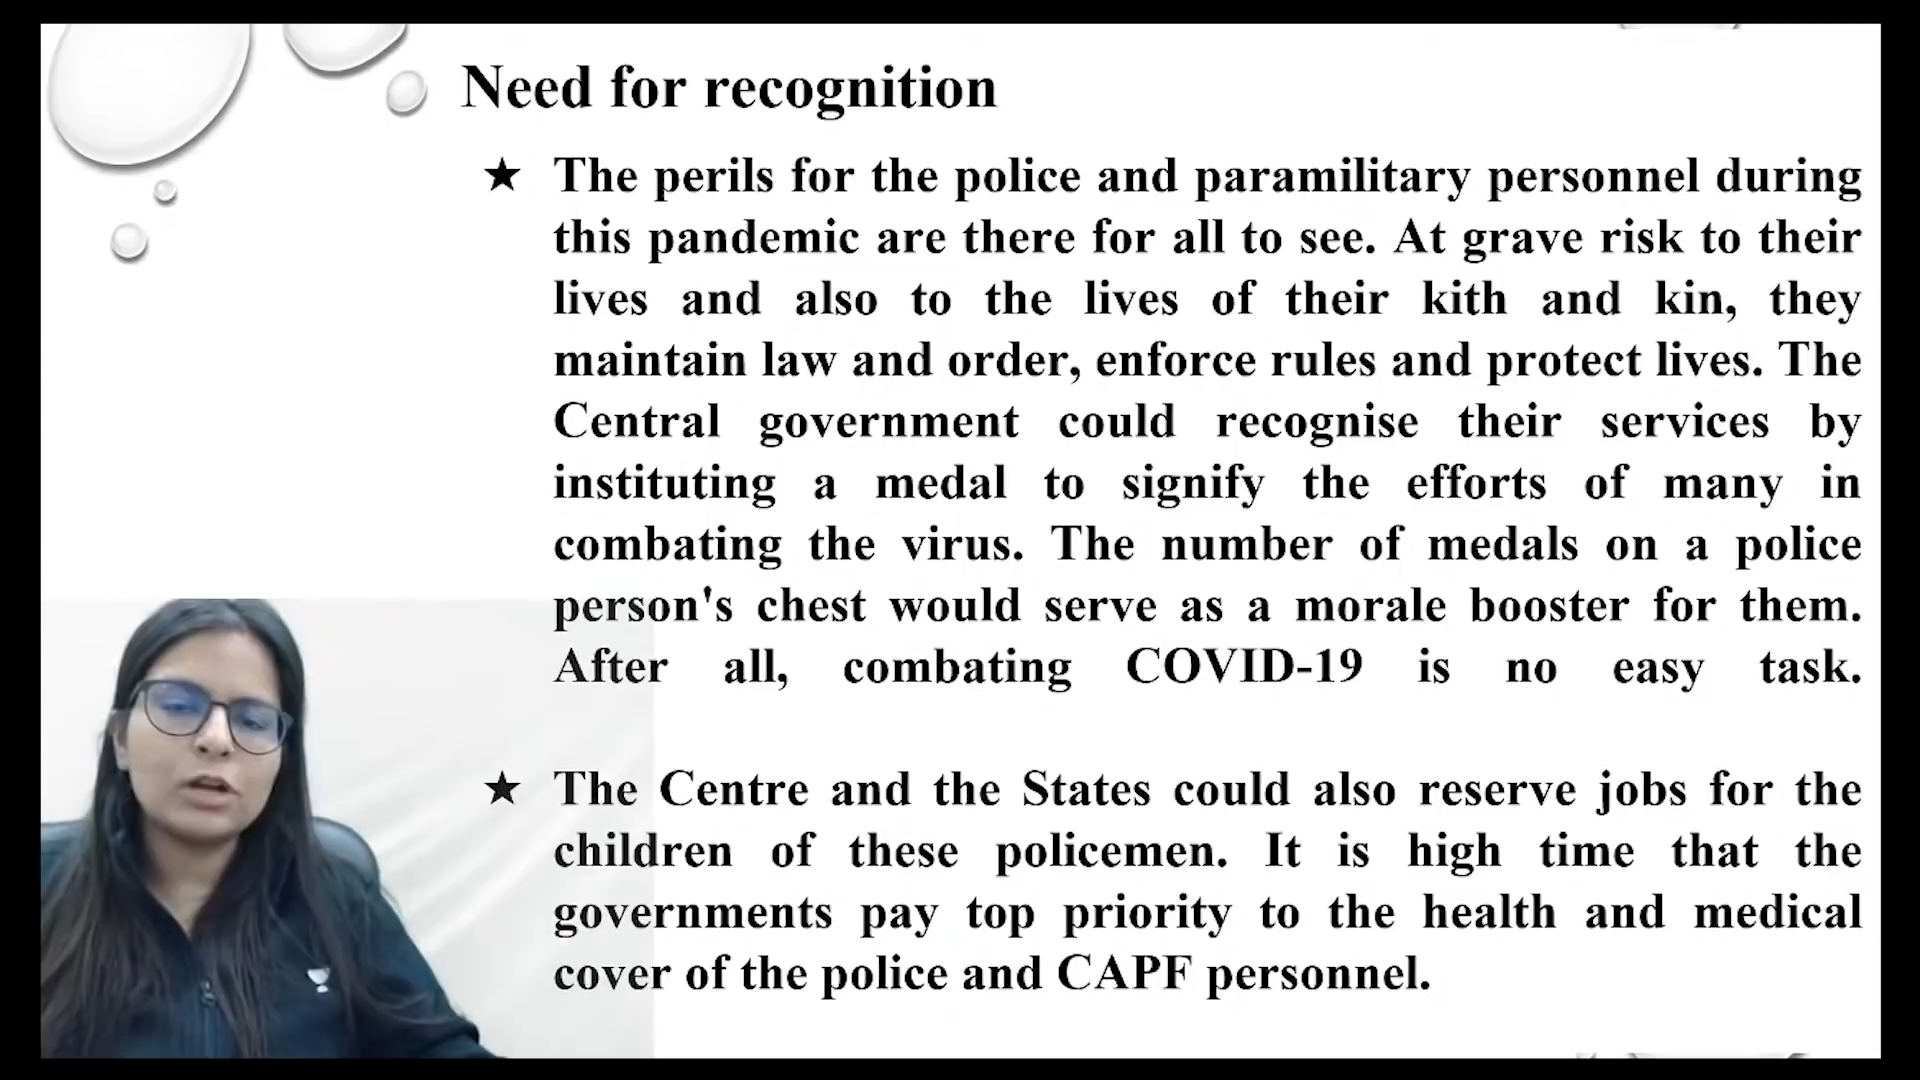 Need for recognition
★ The perils for the police and paramilitary personnel during
this pandemic are there for all to see. At grave risk to their
lives and also to the lives of their kith and kin, they
maintain law and order, enforce rules and protect lives. The
Central government could recognise their services by
instituting a medal to signify the efforts of many in
combating the virus. The number of medals on a police
person's chest would serve as a morale booster for them.
After all, combating COVID-19 is no easy task.
★ The Centre and the States could also reserve jobs for the
children of these policemen. It is high time that the
governments pay top priority to the health and medical
cover of the police and CAPF personnel.